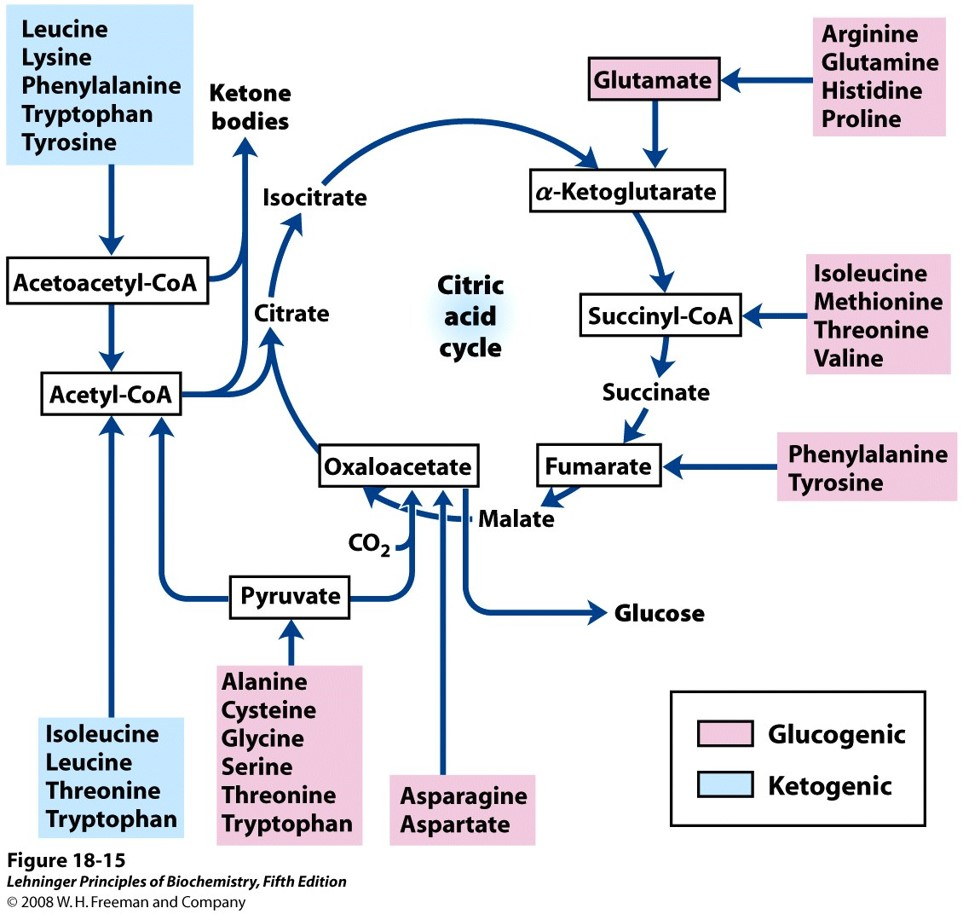 Leucine
Lysine
Phenylalanine
Tryptophan
Tyrosine
Ketone
bodies
Glutamate
Arginine
Glutamine
Histidine
Proline
Isocitrate
α-Ketoglutarate
Acetoacetyl-CoA
Citrate
Citric
acid
cycle
Succinyl-CoA
Isoleucine
Methionine
Threonine
Valine
Acetyl-CoA
Succinate
Oxaloacetate
Fumarate
Phenylalanine
Tyrosine
Malate
CO₂
Pyruvate
Glucose
Alanine
Cysteine
Glycine
Serine
Threonine
Tryptophan
Isoleucine
Leucine
Threonine
Tryptophan
Asparagine
Aspartate
Glucogenic
Ketogenic
Figure 18-15
Lehninger Principles of Biochemistry, Fifth Edition
© 2008 W. H. Freeman and Company